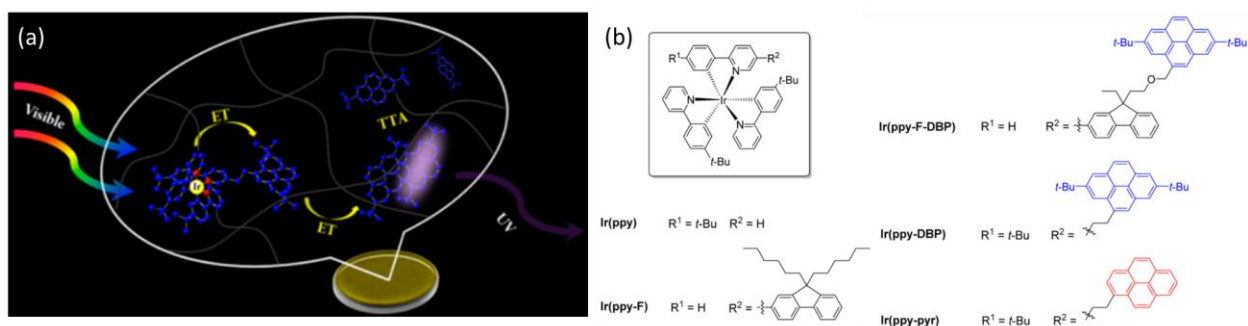 (a)
Visible
ET
Ir
TTA
ET
UV
(b)
R¹
R²
N
t-Bu
N
Ir
N
t-Bu
Ir(ppy) R¹ = t-Bu R² = H
Ir(ppy-F) R¹ = H R² =
t-Bu
t-Bu
O
Ir(ppy-F-DBP) R¹ = H R² =
t-Bu
t-Bu
Ir(ppy-DBP) R¹ = t-Bu R² =
Ir(ppy-pyr) R¹ = t-Bu R² =